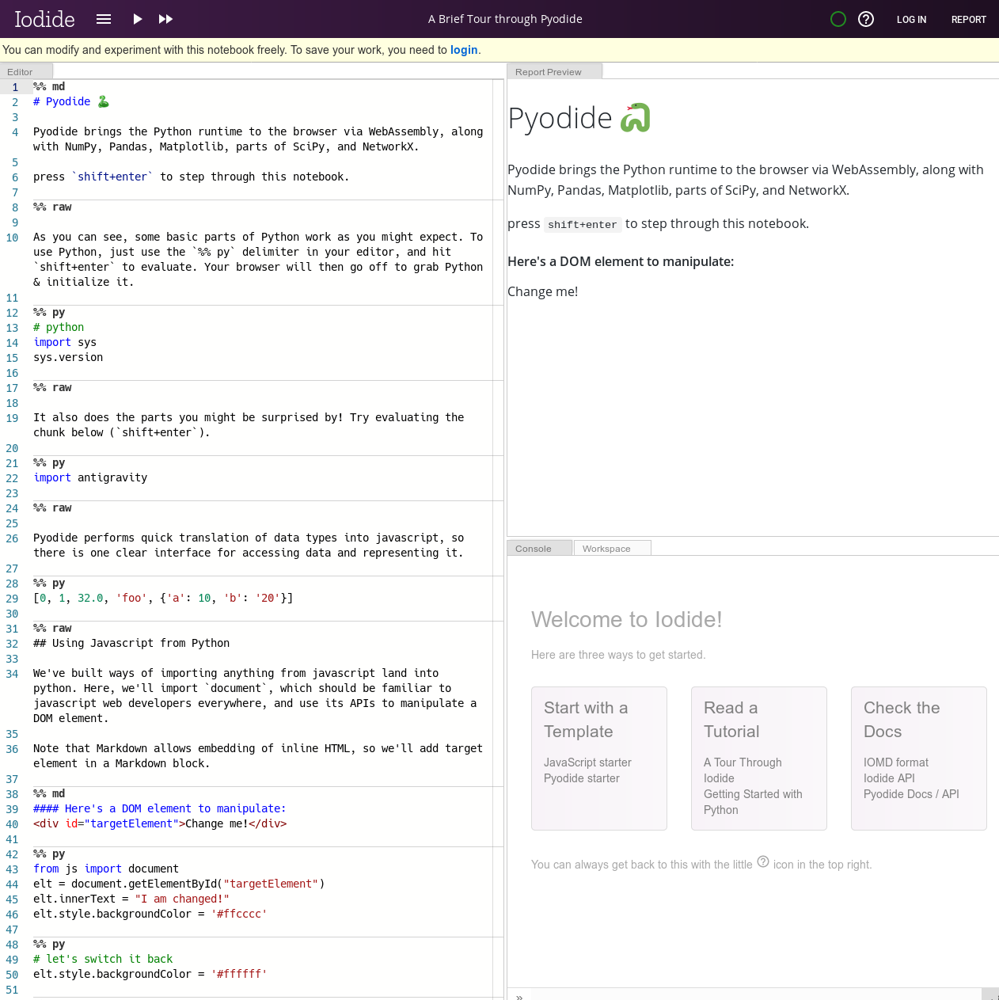 Iodide
A Brief Tour through Pyodide
LOG IN
REPORT
You can modify and experiment with this notebook freely. To save your work, you need to login.
Editor
1 %% md
2 # Pyodide 🐍
3
4 Pyodide brings the Python runtime to the browser via WebAssembly, along
with NumPy, Pandas, Matplotlib, parts of SciPy, and NetworkX.
5
6 press `shift+enter` to step through this notebook.
7
8 %% raw
9
10 As you can see, some basic parts of Python work as you might expect. To
use Python, just use the `%% py` delimiter in your editor, and hit
`shift+enter` to evaluate. Your browser will then go off to grab Python
& initialize it.
11
12 %% py
13 # python
14 import sys
15 sys.version
16
17 %% raw
18
19 It also does the parts you might be surprised by! Try evaluating the
chunk below (`shift+enter`).
20
21 %% py
22 import antigravity
23
24 %% raw
25
26 Pyodide performs quick translation of data types into javascript, so
there is one clear interface for accessing data and representing it.
27
28 %% py
29 [0, 1, 32.0, 'foo', {'a': 10, 'b': '20'}]
30
31 %% raw
32 ## Using Javascript from Python
33
34 We've built ways of importing anything from javascript land into
python. Here, we'll import `document`, which should be familiar to
javascript web developers everywhere, and use its APIs to manipulate a
DOM element.
35
36 Note that Markdown allows embedding of inline HTML, so we'll add target
element in a Markdown block.
37
38 %% md
39 #### Here's a DOM element to manipulate:
40 <div id="targetElement">Change me!</div>
41
42 %% py
43 from js import document
44 elt = document.getElementById("targetElement")
45 elt.innerText = "I am changed!"
46 elt.style.backgroundColor = '#ffcccc'
47
48 %% py
49 # let's switch it back
50 elt.style.backgroundColor = '#ffffff'
51
Report Preview
Pyodide 🐍
Pyodide brings the Python runtime to the browser via WebAssembly, along with
NumPy, Pandas, Matplotlib, parts of SciPy, and NetworkX.
press shift+enter to step through this notebook.
Here's a DOM element to manipulate:
Change me!
Console
Workspace
Welcome to Iodide!
Here are three ways to get started.
Start with a
Template
JavaScript starter
Pyodide starter
Read a
Tutorial
A Tour Through
Iodide
Getting Started with
Python
Check the
Docs
IOMD format
Iodide API
Pyodide Docs / API
You can always get back to this with the little ? icon in the top right.
»